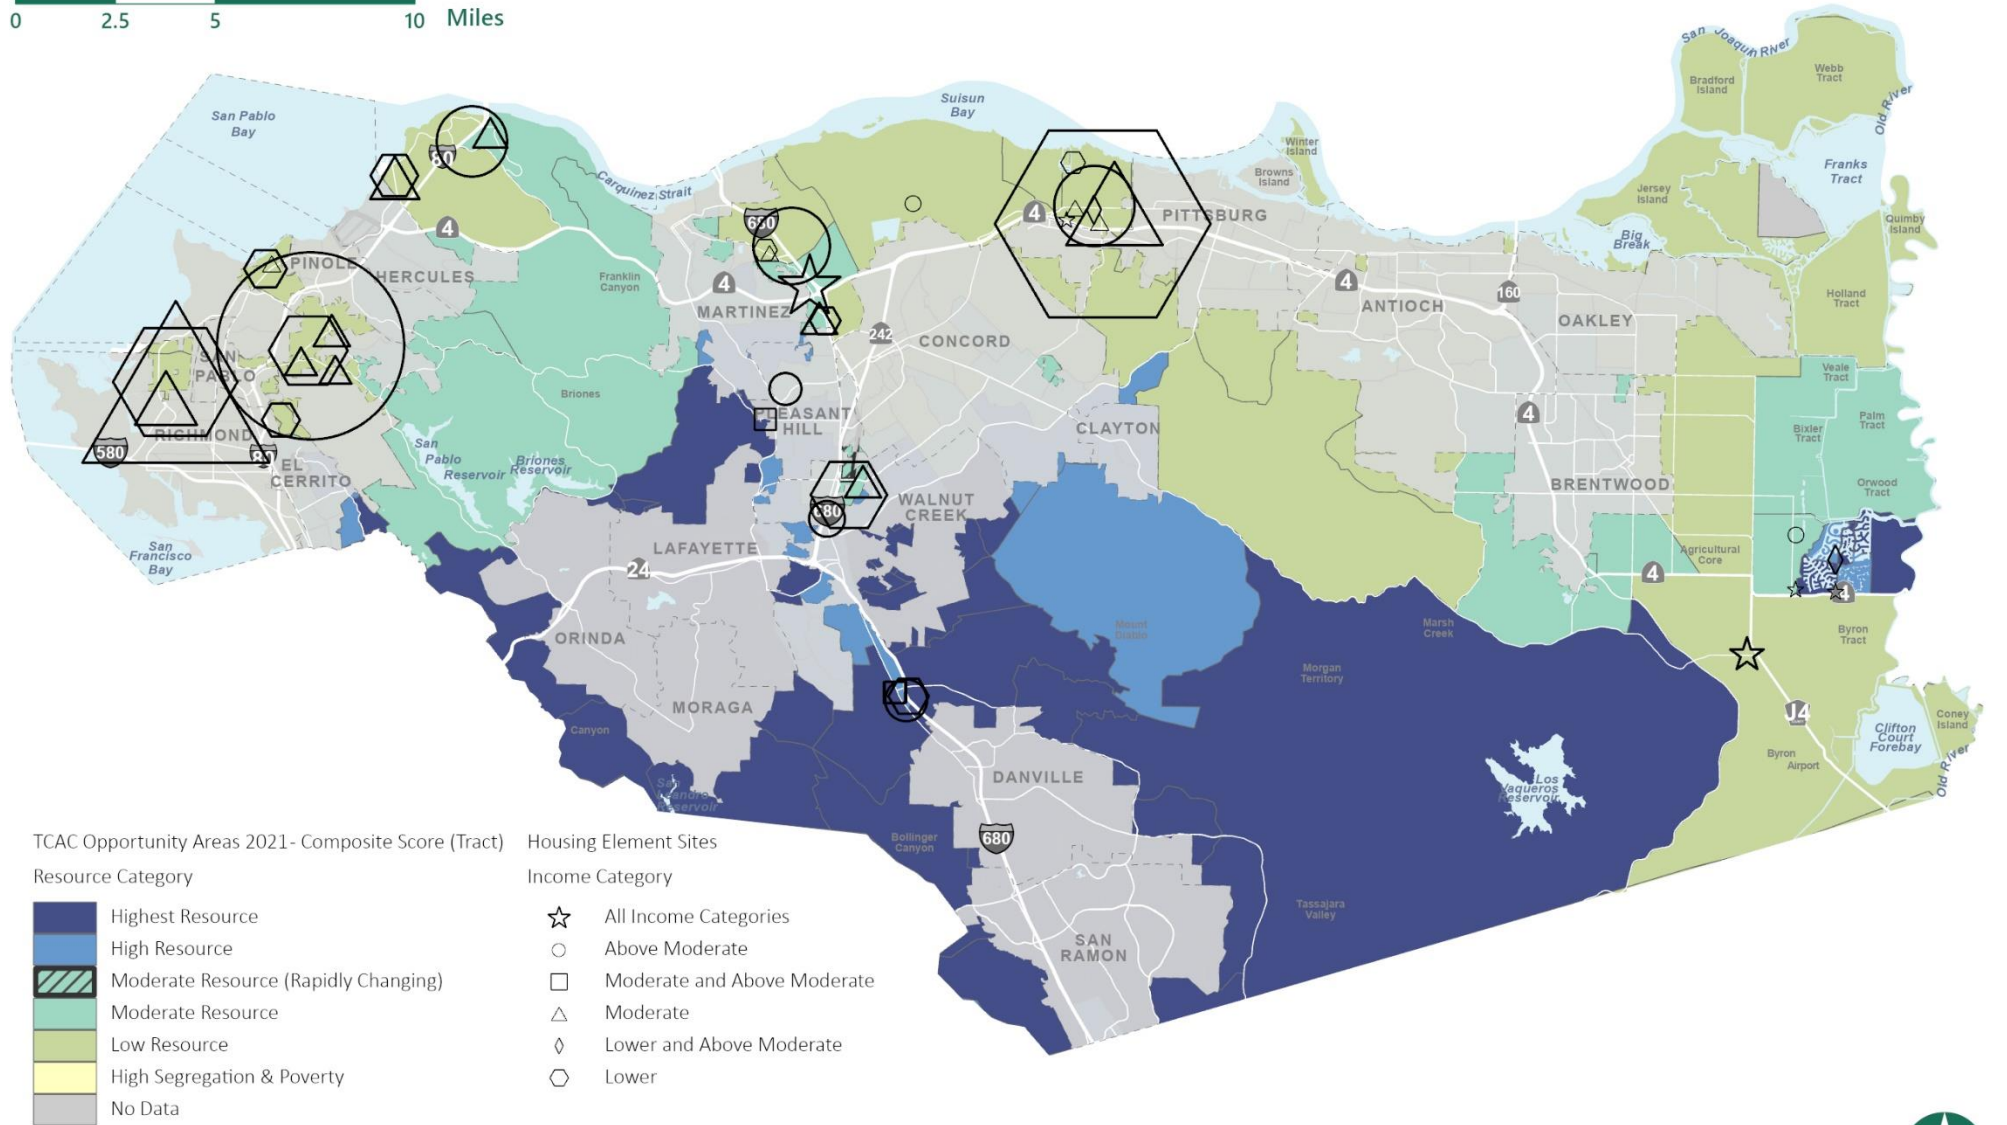 0 2.5 5 10 Miles
San Joaquin River
Webb
Tract
Bradford
Island
Old River
Suisun
Bay
San Pablo
Bay
Winter
Island
Franks
Tract
80
Browns
Island
Carquinez Strait
Jersey
Island
4
PITTSBURG
680
Quimby
Island
4
Big
Break
PINOLE
HERCULES
Franklin
Canyon
4
4
ANTIOCH
160
OAKLEY
Holland
Tract
MARTINEZ
242
CONCORD
SAN
PABLO
Veale
Tract
Briones
4
Palm
Tract
PLEASANT
HILL
CLAYTON
Bixler
Tract
RICHMOND
580
80
San
Pablo
Reservoir
Briones
Reservoir
EL
CERRITO
BRENTWOOD
Orwood
Tract
WALNUT
CREEK
680
San
Francisco
Bay
LAFAYETTE
24
Agricultural
Core
4
4
ORINDA
Mount
Diablo
Marsh
Creek
Byron
Tract
Morgan
Territory
MORAGA
Canyon
J4
Clifton
Court
Forebay
Coney
Island
Old River
Byron
Airport
DANVILLE
San
Leandro
Reservoir
Los
Vaqueros
Reservoir
680
Bollinger
Canyon
Tassajara
Valley
SAN
RAMON
TCAC Opportunity Areas 2021- Composite Score (Tract)
Resource Category
Highest Resource
High Resource
Moderate Resource (Rapidly Changing)
Moderate Resource
Low Resource
High Segregation & Poverty
No Data
Housing Element Sites
Income Category
All Income Categories
Above Moderate
Moderate and Above Moderate
Moderate
Lower and Above Moderate
Lower